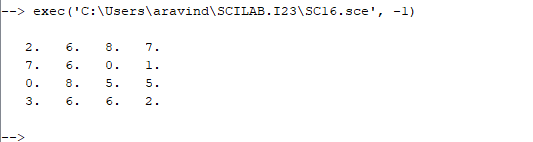 --> exec('C:\Users\aravind\SCILAB.I23\SC16.sce', -1)
2. 6. 8. 7.
7. 6. 0. 1.
0. 8. 5. 5.
3. 6. 6. 2.
-->